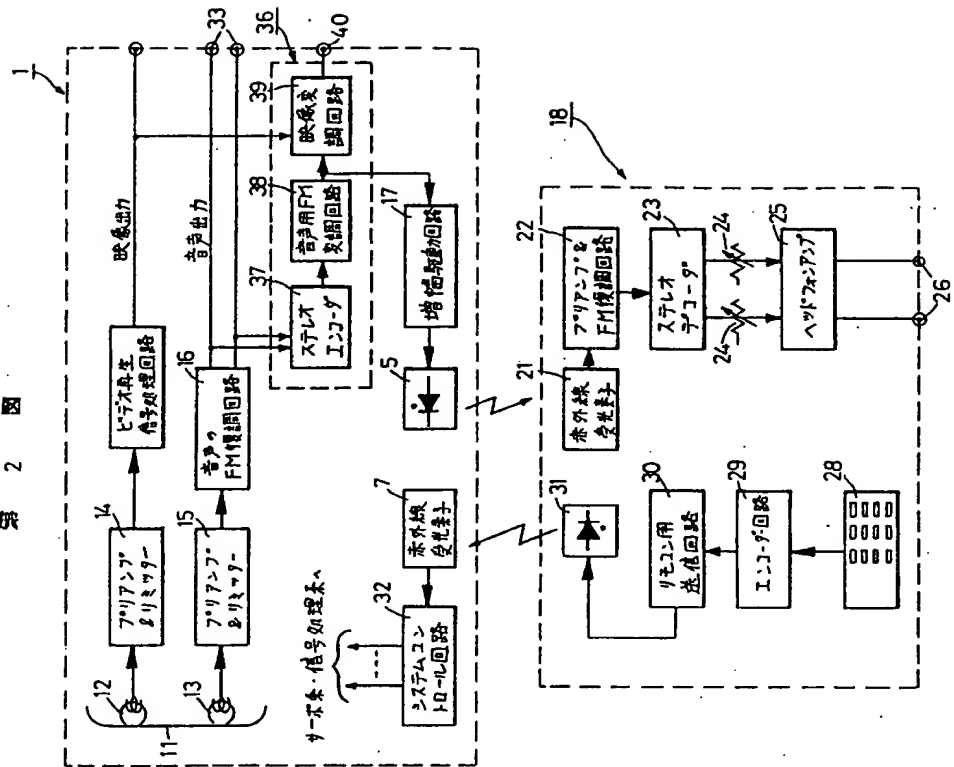 第 2 図
1
11
12
13
14
プリアンプ
&リミッター
15
プリアンプ
&リミッター
ビデオ再生
信号処理回路
16
音声の
FM復調回路
映像出力
音声出力
33
36
37
ステレオ
エンコーダ
38
音声用FM
変調回路
39
映像変
調回路
40
17
増幅駆動回路
5
7
赤外線
受光素子
32
システムコン
トロール回路
サーボ系・信号処理系へ
18
21
赤外線
受光素子
22
プリアンプ&
FM復調回路
23
ステレオ
デコーダ
24
24
25
ヘッドフォンアンプ
26
28
29
エンコーダ回路
30
リモコン用
送信回路
31